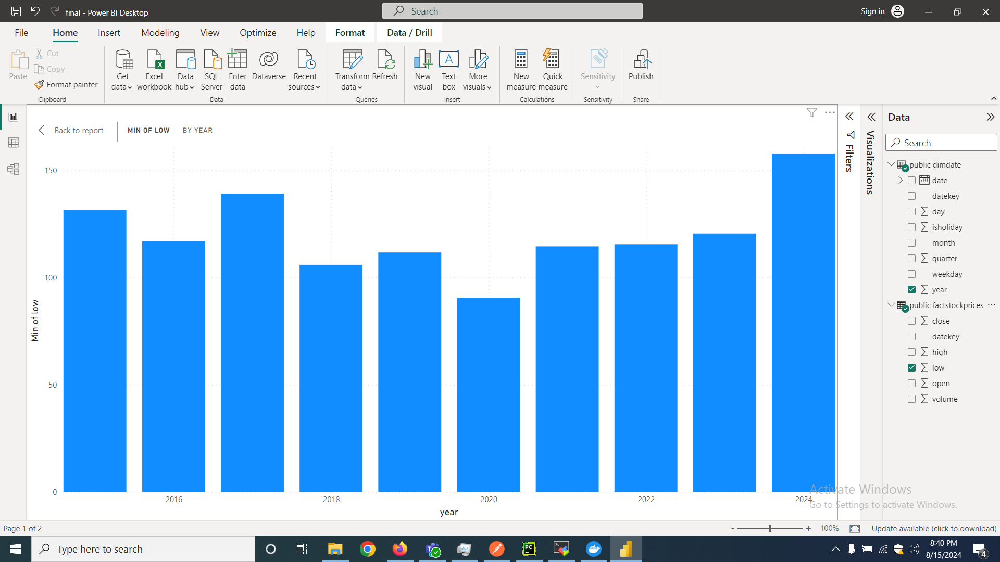 final - Power BI Desktop
Search
Sign in
File Home Insert Modeling View Optimize Help Format Data / Drill
Paste
Cut
Copy
Format painter
Clipboard
Get data
Excel workbook
Data hub
SQL Server
Enter data
Dataverse
Recent sources
Data
Transform data
Refresh
Queries
New visual
Text box
More visuals
Insert
New measure
Quick measure
Calculations
Sensitivity
Sensitivity
Publish
Share
Back to report
MIN OF LOW BY YEAR
Min of low
150
100
50
0
2016 2018 2020 2022 2024
year
Filters
Visualizations
Data
Search
public dimdate
date
datekey
day
isholiday
month
quarter
weekday
year
public factstockprices
close
datekey
high
low
open
volume
Activate Windows
Go to Settings to activate Windows.
Page 1 of 2
- + 100%
Update available (click to download)
Type here to search
PC
8:40 PM
8/15/2024
4